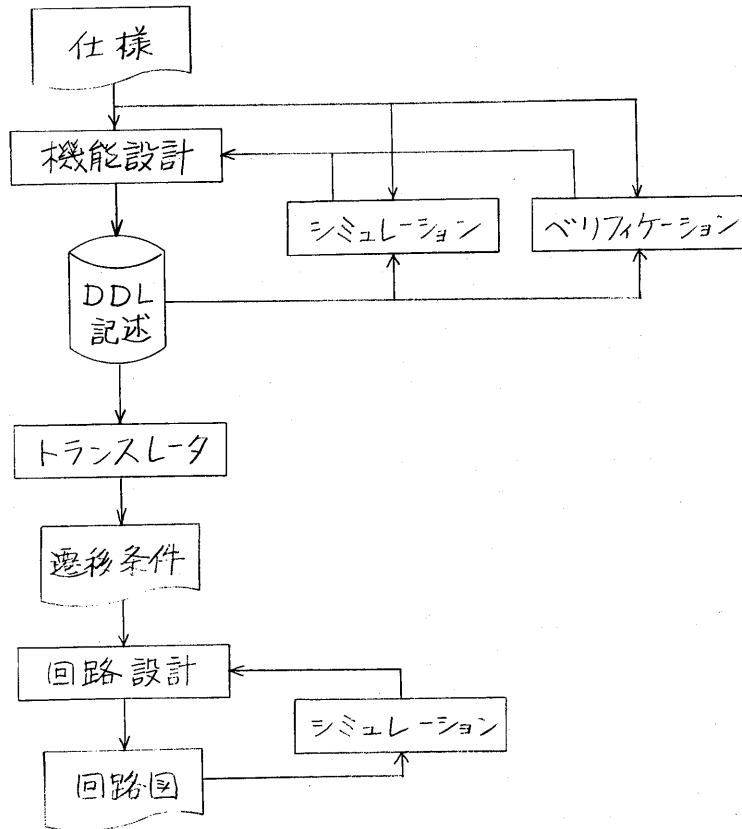 仕様
機能設計
シミュレーション
ベリフィケーション
DDL
記述
トランスレータ
遷移条件
回路設計
シミュレーション
回路図